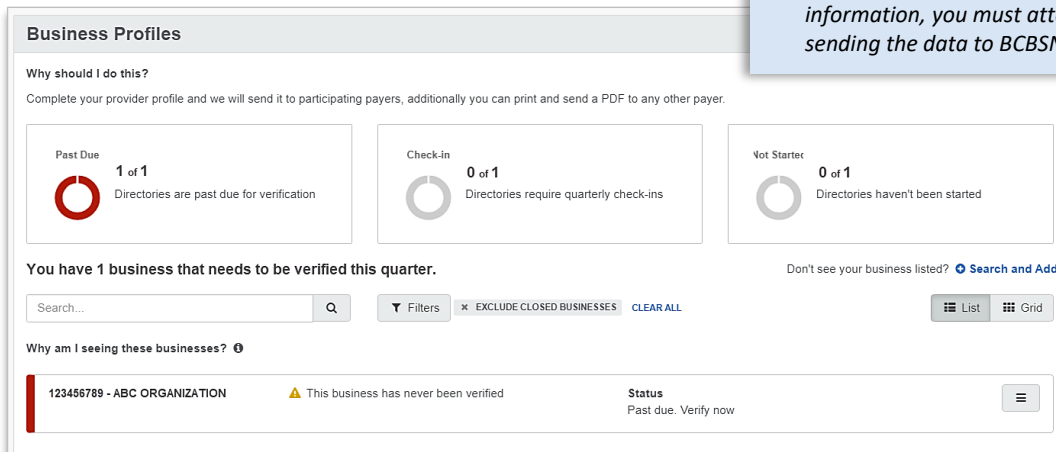 information, you must
sending the data to
Business Profiles
Why should I do this?
Complete your provider profile and we will send it to participating payers, additionally you can print and send a PDF to any other payer.
Past Due
1 of 1
Directories are past due for verification
Check-in
0 of 1
Directories require quarterly check-ins
Not Started
0 of 1
Directories haven't been started
You have 1 business that needs to be verified this quarter.
Don't see your business listed? Search and Add
Search...
Filters
× EXCLUDE CLOSED BUSINESSES
CLEAR ALL
List
Grid
Why am I seeing these businesses?
123456789 - ABC ORGANIZATION
This business has never been verified
Status
Past due. Verify now